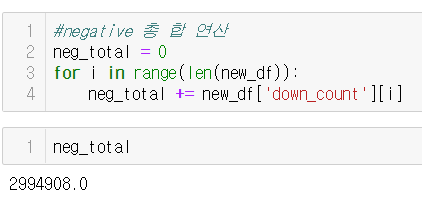 1 #negative 총 합 연산
2 neg_total = 0
3 for i in range(len(new_df)):
4     neg_total += new_df['down_count'][i]
1 neg_total
2994908.0